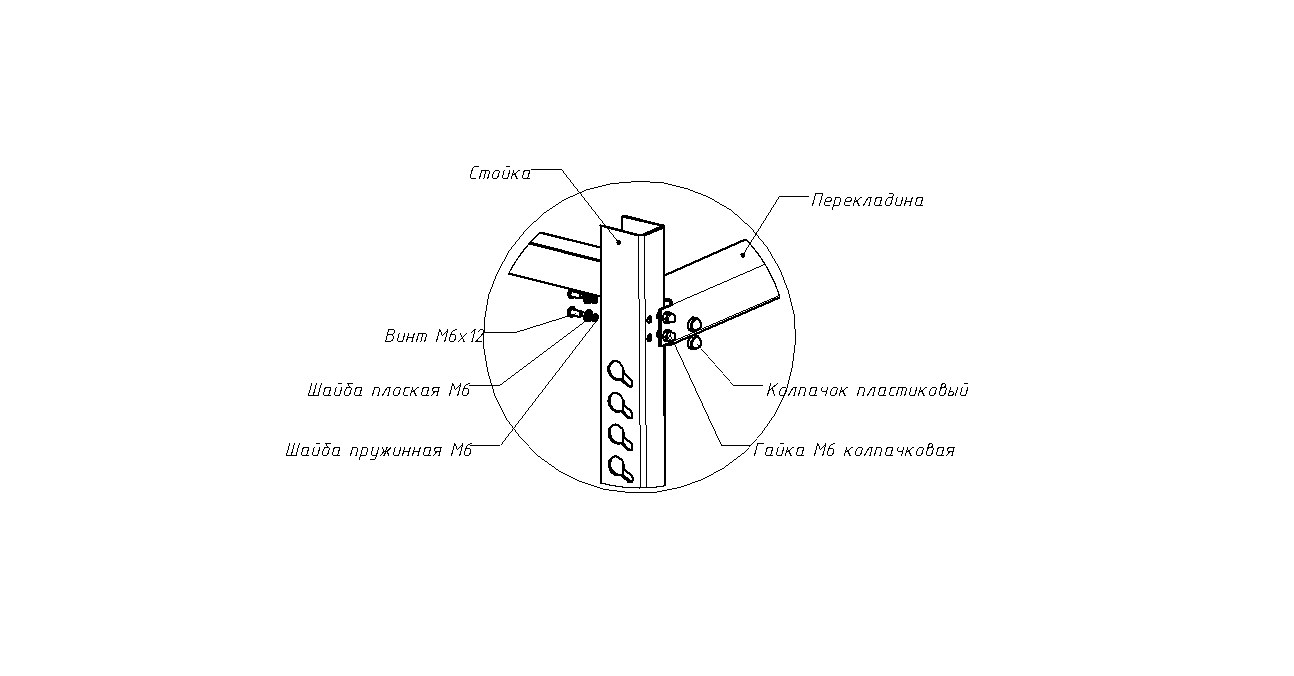 Стойка
Перекладина
Винт М6х12
Шайба плоская М6
Колпачок пластиковый
Шайба пружинная М6
Гайка М6 колпачковая